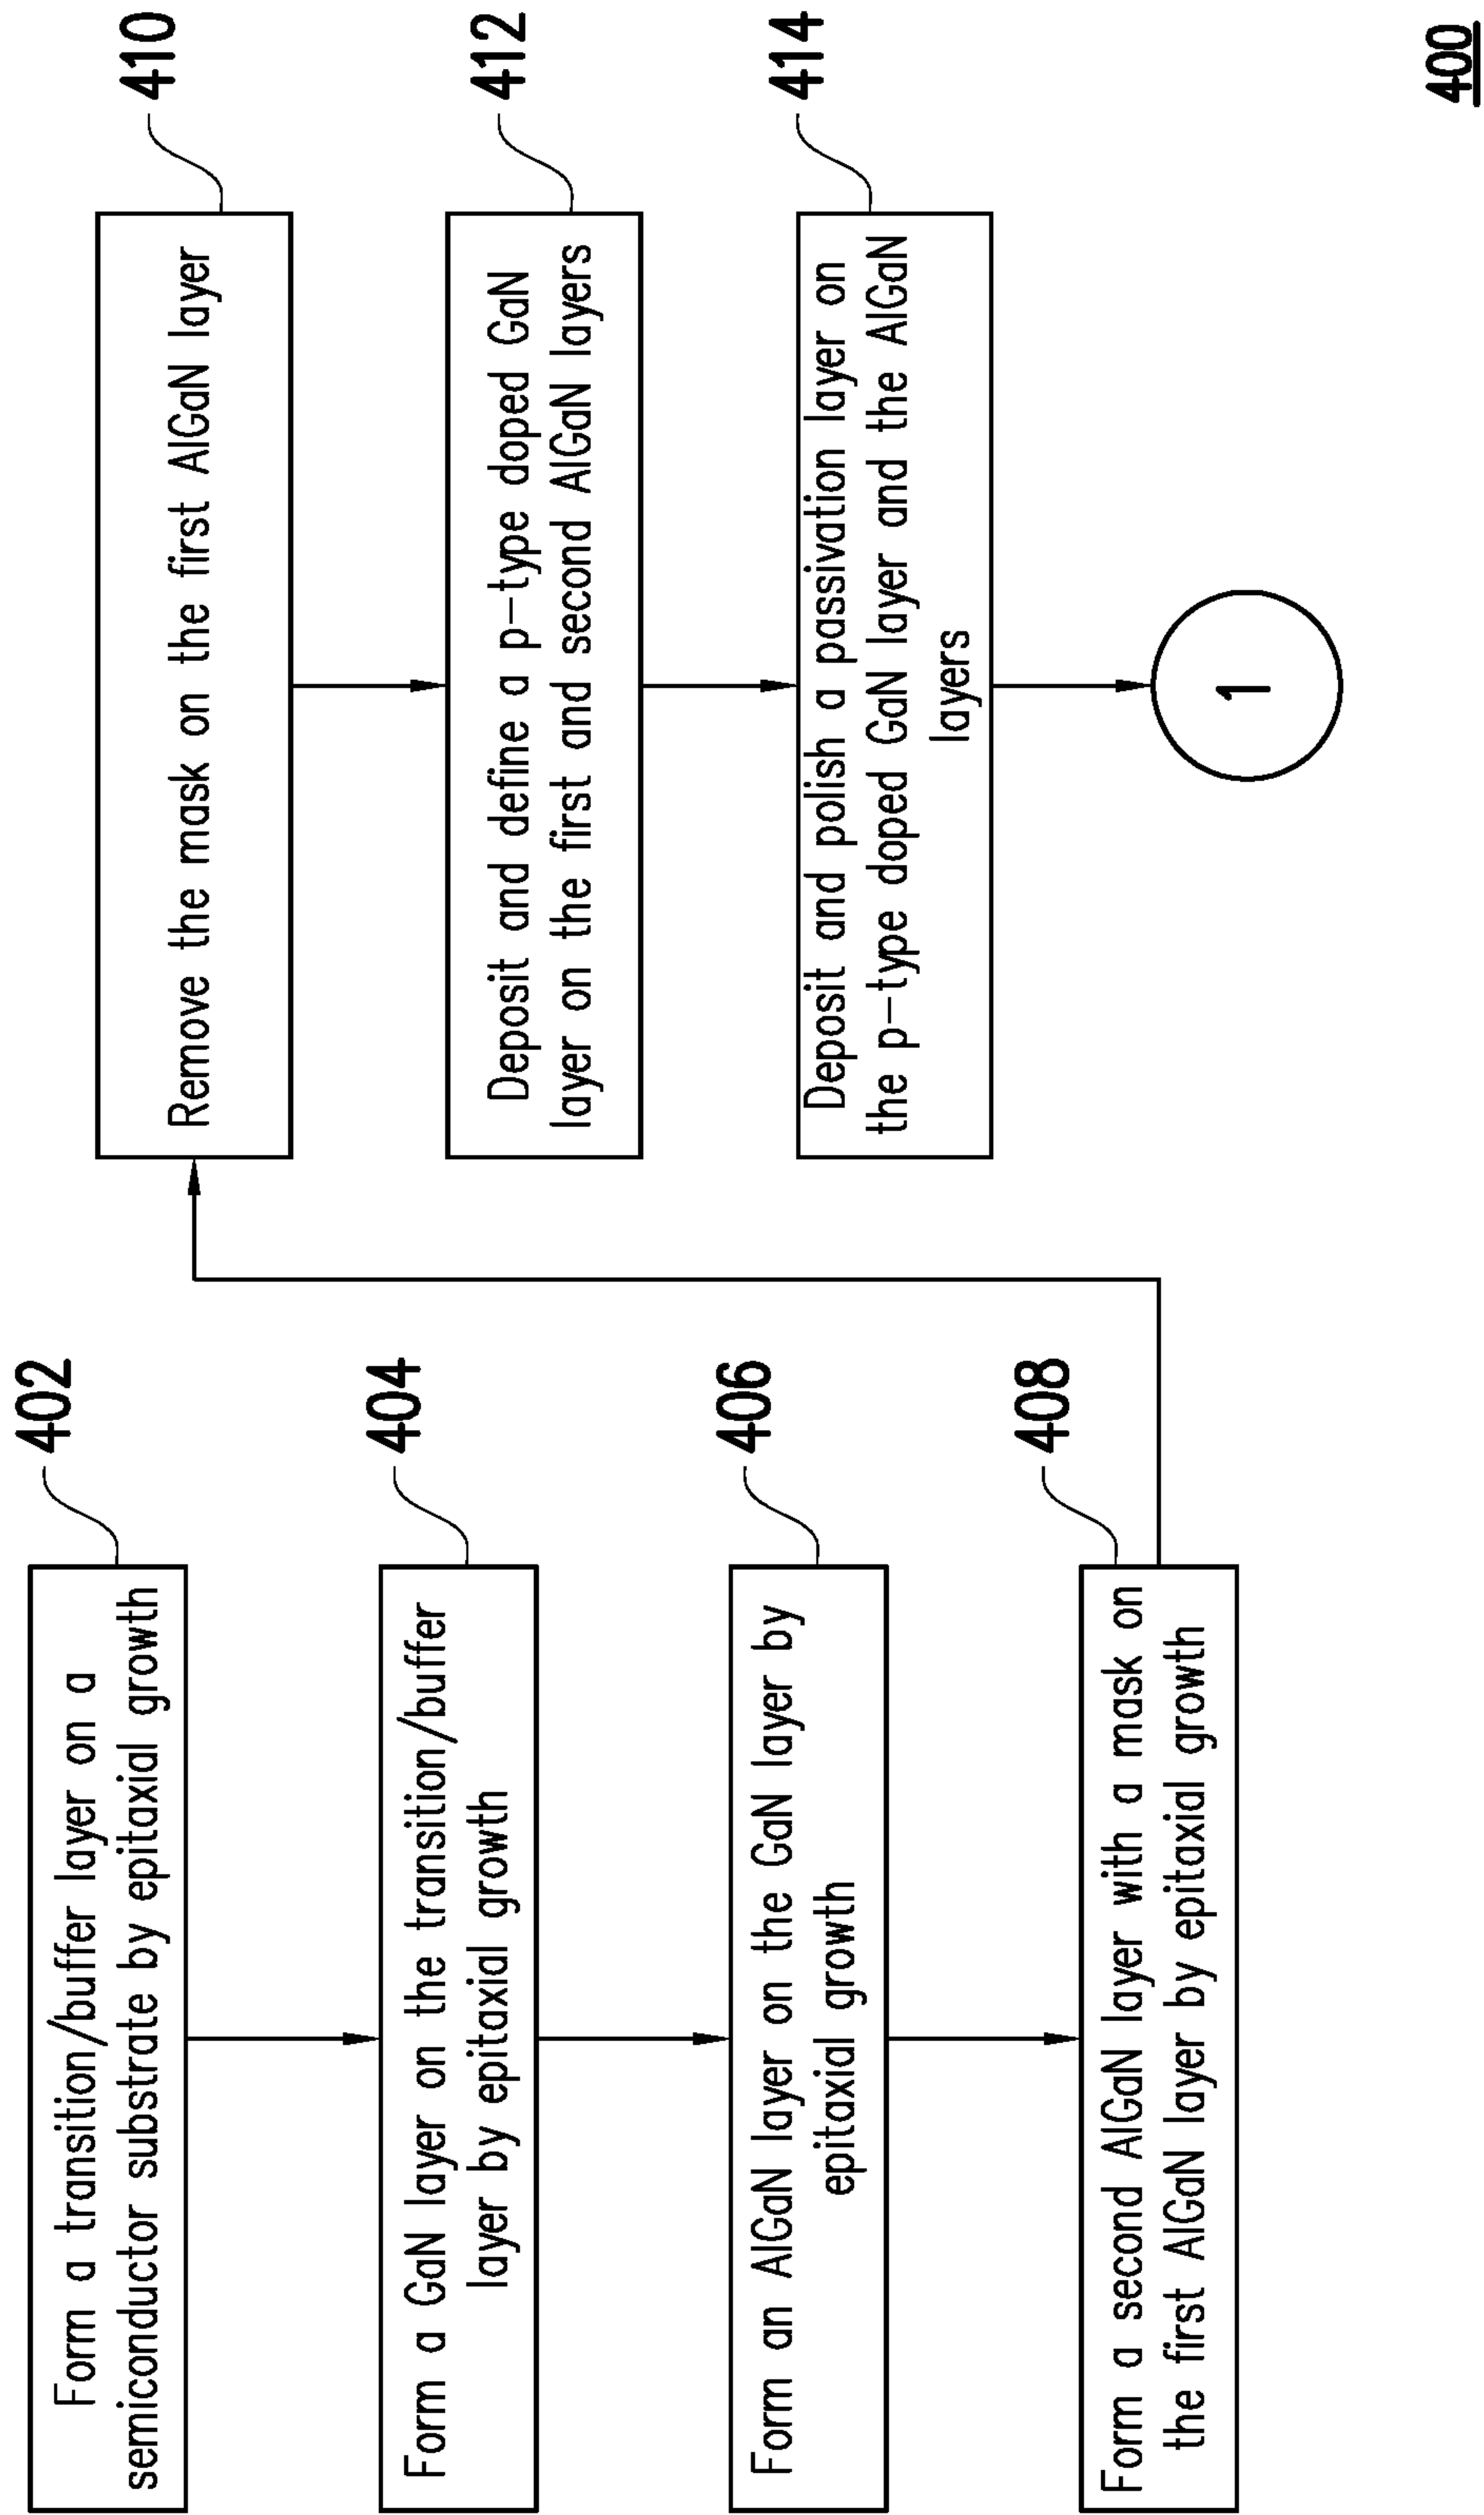 402
Form a transition/buffer layer on a
semiconductor substrate by epitaxial growth
404
Form a GaN layer on the transition/buffer
layer by epitaxial growth
406
Form an AlGaN layer on the GaN layer by
epitaxial growth
408
Form a second AlGaN layer with a mask on
the first AlGaN layer by epitaxial growth
410
Remove the mask on the first AlGaN layer
412
Deposit and define a p-type doped GaN
layer on the first and second AlGaN layers
414
Deposit and polish a passivation layer on
the p-type doped GaN layer and the AlGaN
layers
1
400